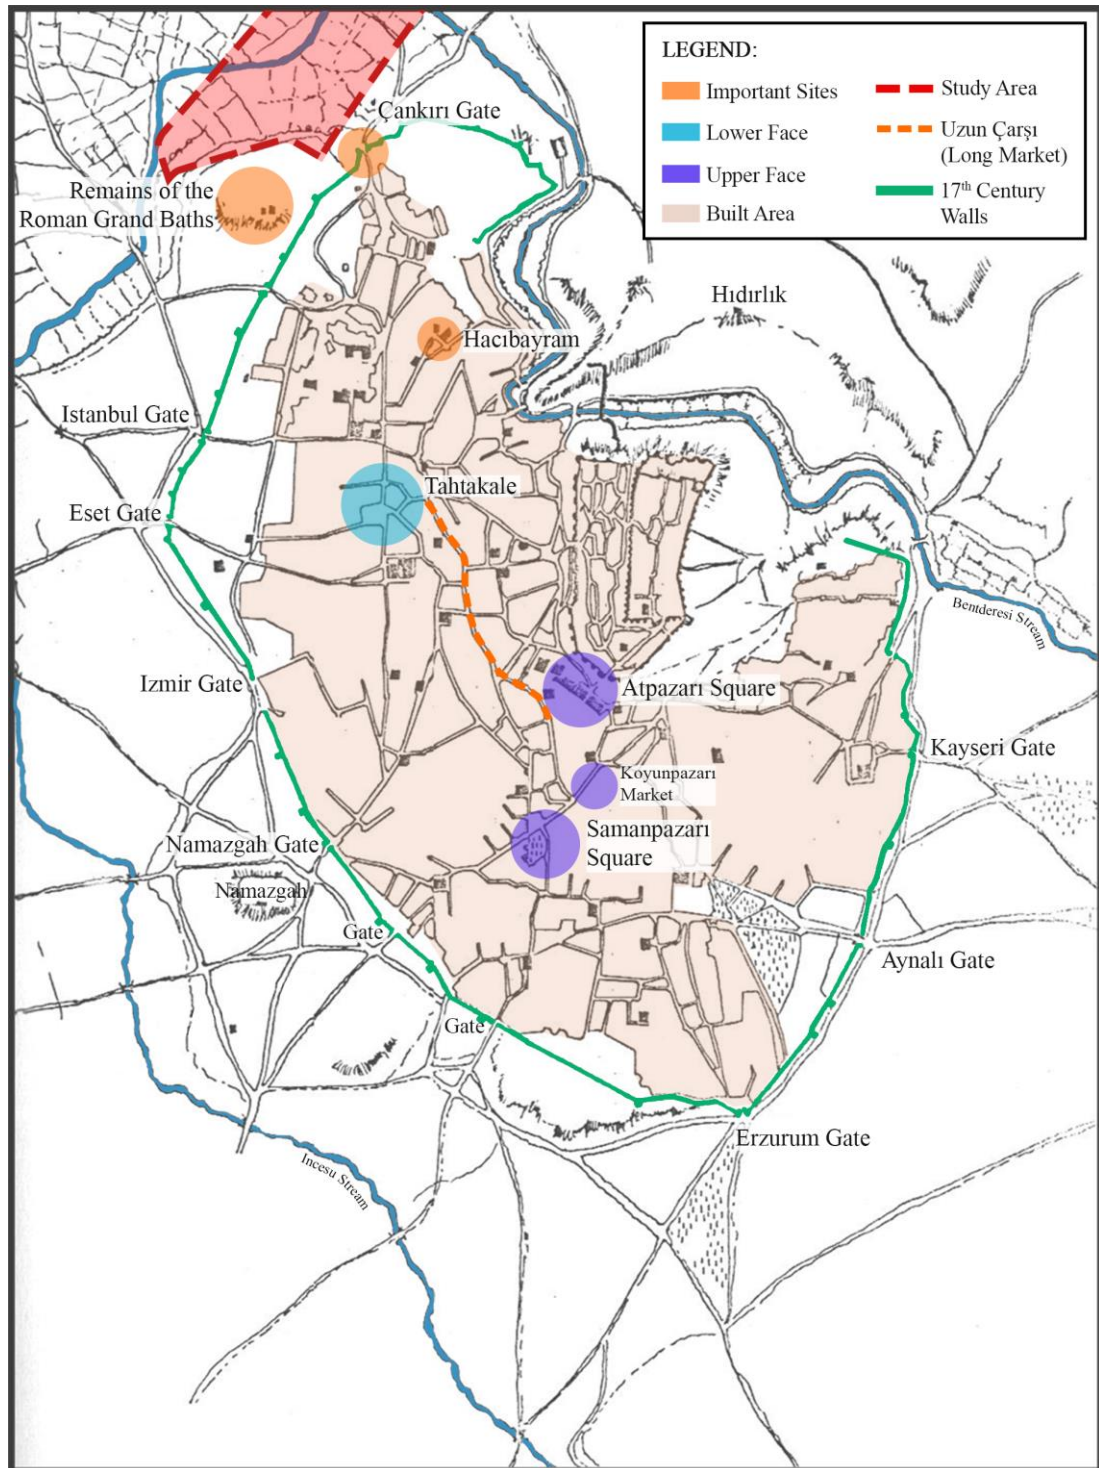 LEGEND:
Important Sites
Lower Face
Upper Face
Built Area
Study Area
Uzun Çarşı
(Long Market)
17th Century
Walls
Çankırı Gate
Remains of the
Roman Grand Baths
Hıdırlık
Hacıbayram
Istanbul Gate
Tahtakale
Eset Gate
Bentderesi Stream
Izmir Gate
Atpazarı Square
Kayseri Gate
Koyunpazarı
Market
Samanpazarı
Square
Namazgah Gate
Namazgah
Gate
Aynalı Gate
Gate
Erzurum Gate
Incesu Stream